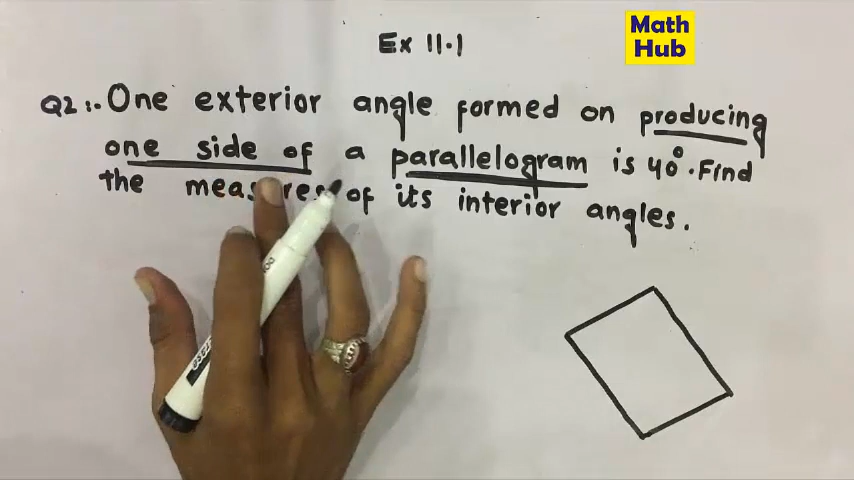 Ex 11.1
Math
Hub
Q2:. One exterior angle formed on producing
one side of a parallelogram is 40°. Find
the measures of its interior angles.